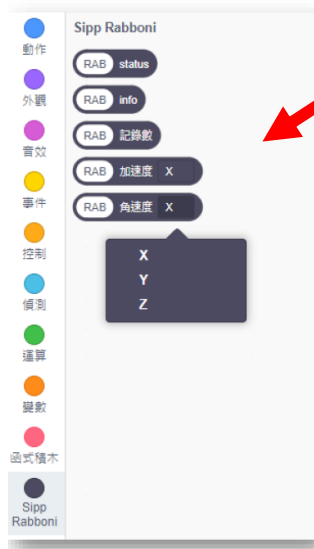 Sipp Rabboni
RAB status
RAB info
RAB 記錄數
RAB 加速度 X
RAB 角速度 X
X
Y
Z
動作
外觀
音效
事件
控制
偵測
運算
變數
函式積木
Sipp
Rabboni